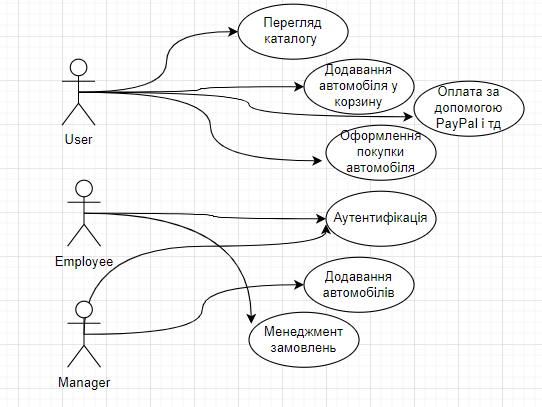 Перегляд
каталогу
Додавання
автомобіля у
корзину
Оплата за
допомогою
PayPal і тд
User
Оформлення
покупки
автомобіля
Аутентифікація
Employee
Додавання
автомобілів
Менеджмент
замовлень
Manager